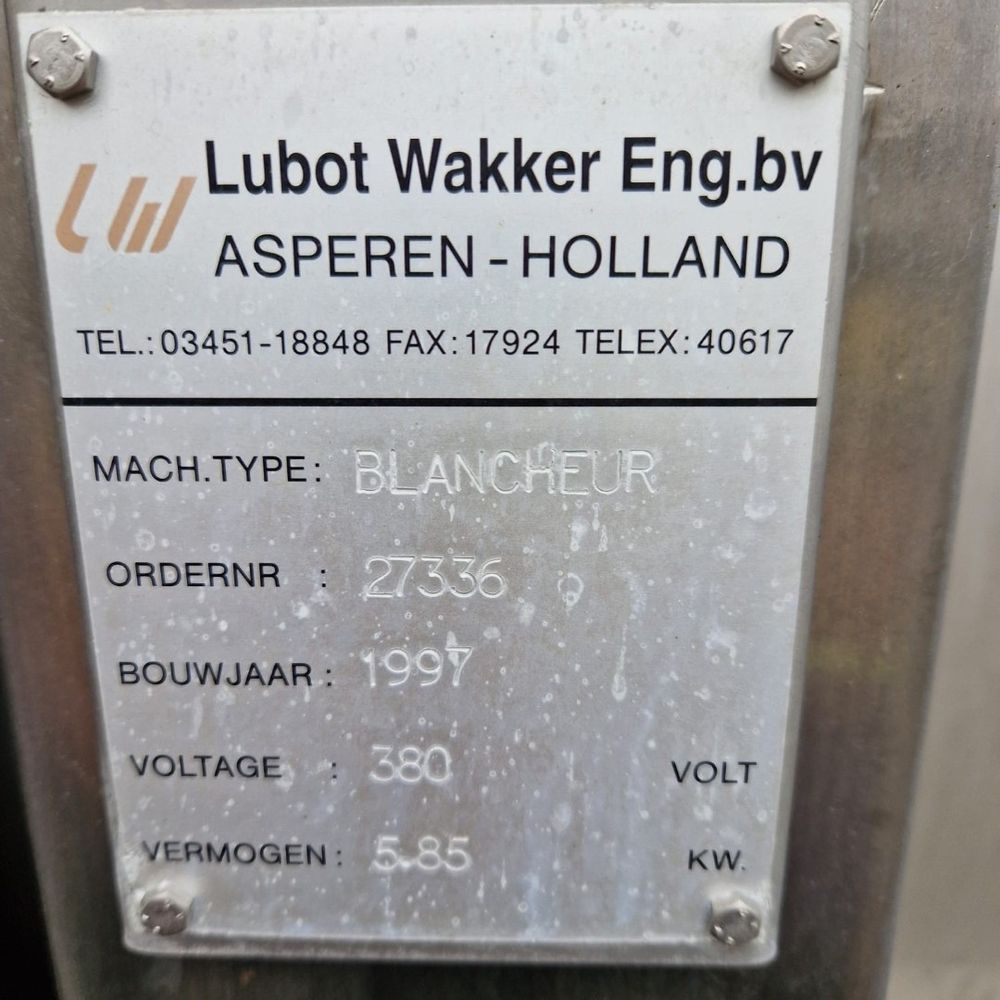 LW Lubot Wakker Eng.bv
ASPEREN - HOLLAND
TEL.: 03451-18848 FAX: 17924 TELEX: 40617
MACH.TYPE: BLANCHEUR
ORDERNR : 27336
BOUWJAAR : 1997
VOLTAGE : 380 VOLT
VERMOGEN : 5.85 KW.